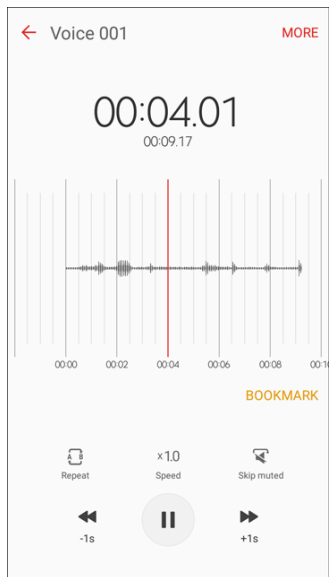 Voice 001 MORE
00:04.01
00:09.17
00:00 00:02 00:04 00:06 00:08 00:10
BOOKMARK
A B x1.0
Repeat Speed Skip muted
-1s +1s